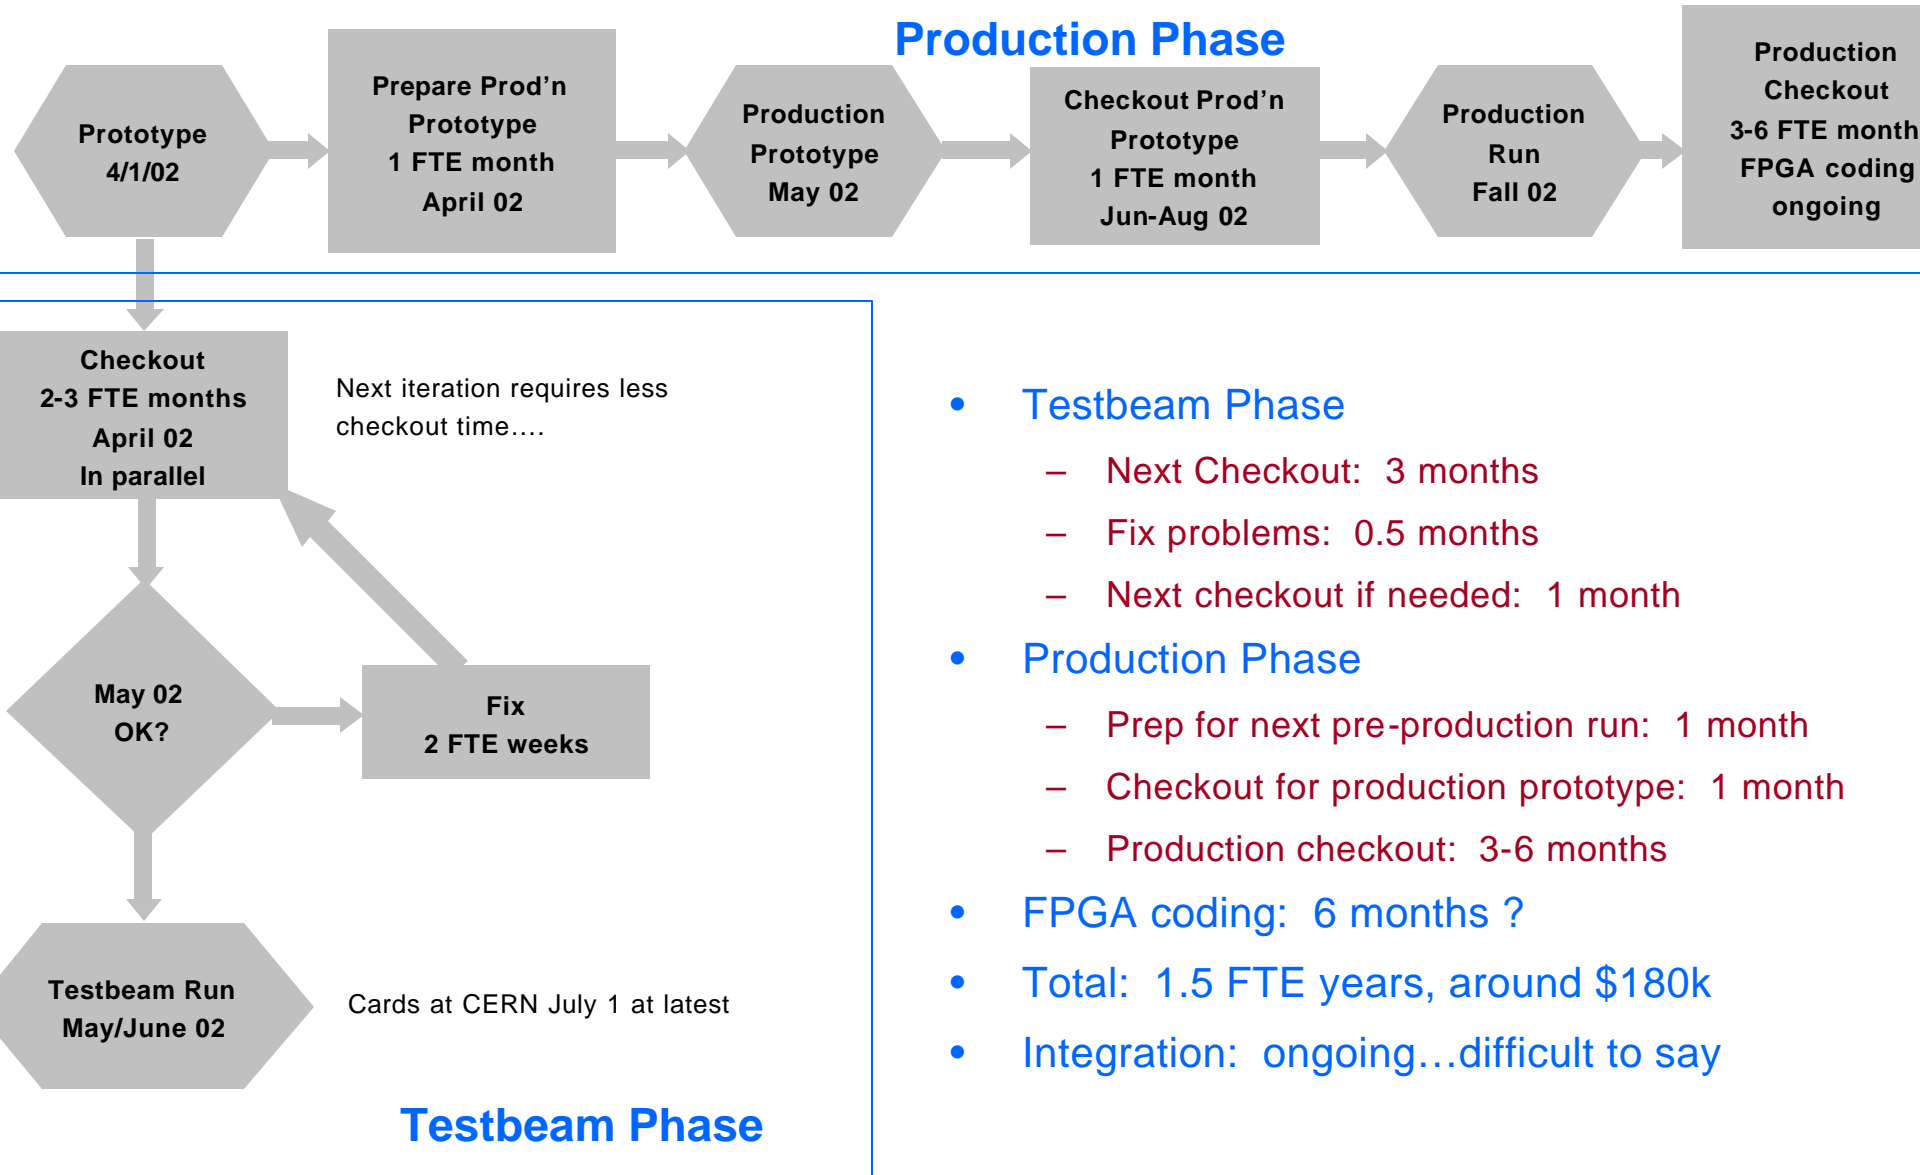 Production Phase
Prototype
4/1/02
Prepare Prod’n
Prototype
1 FTE month
April 02
Production
Prototype
May 02
Checkout Prod’n
Prototype
1 FTE month
Jun-Aug 02
Production
Run
Fall 02
Production
Checkout
3-6 FTE month
FPGA coding
ongoing
Checkout
2-3 FTE months
April 02
In parallel
Next iteration requires less
checkout time….
May 02
OK?
Fix
2 FTE weeks
Testbeam Run
May/June 02
Cards at CERN July 1 at latest
Testbeam Phase
• Testbeam Phase
– Next Checkout: 3 months
– Fix problems: 0.5 months
– Next checkout if needed: 1 month
• Production Phase
– Prep for next pre-production run: 1 month
– Checkout for production prototype: 1 month
– Production checkout: 3-6 months
• FPGA coding: 6 months ?
• Total: 1.5 FTE years, around $180k
• Integration: ongoing…difficult to say